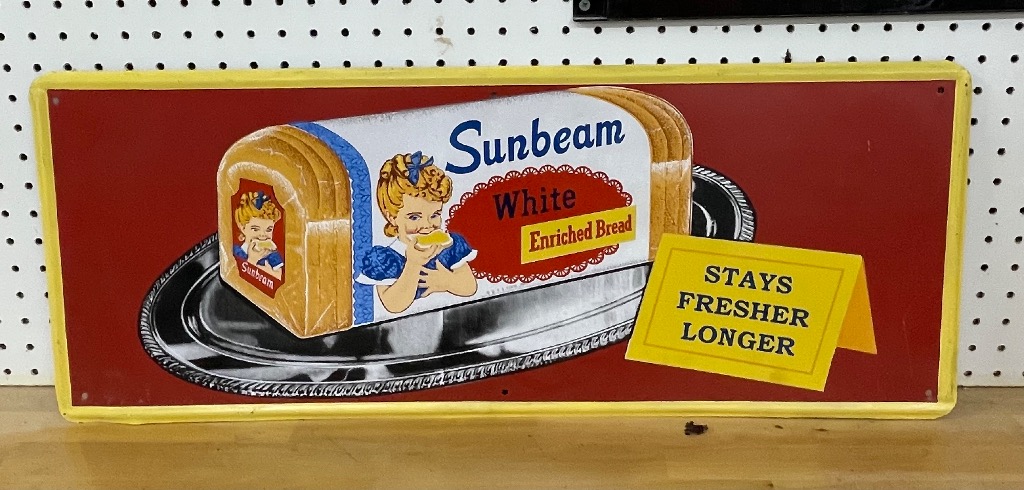 Sunbeam
White
Enriched Bread
Sunbeam
STAYS
FRESHER
LONGER